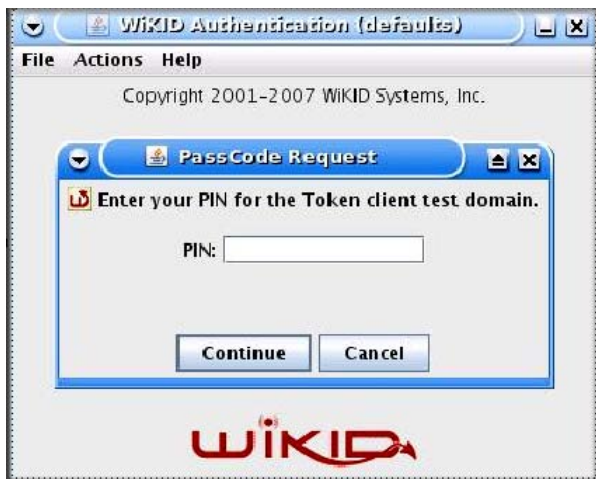 WiKID Authentication (defaults)
File Actions Help
Copyright 2001-2007 WiKID Systems, Inc.
PassCode Request
Enter your PIN for the Token client test domain.
PIN:
Continue Cancel
WiKID